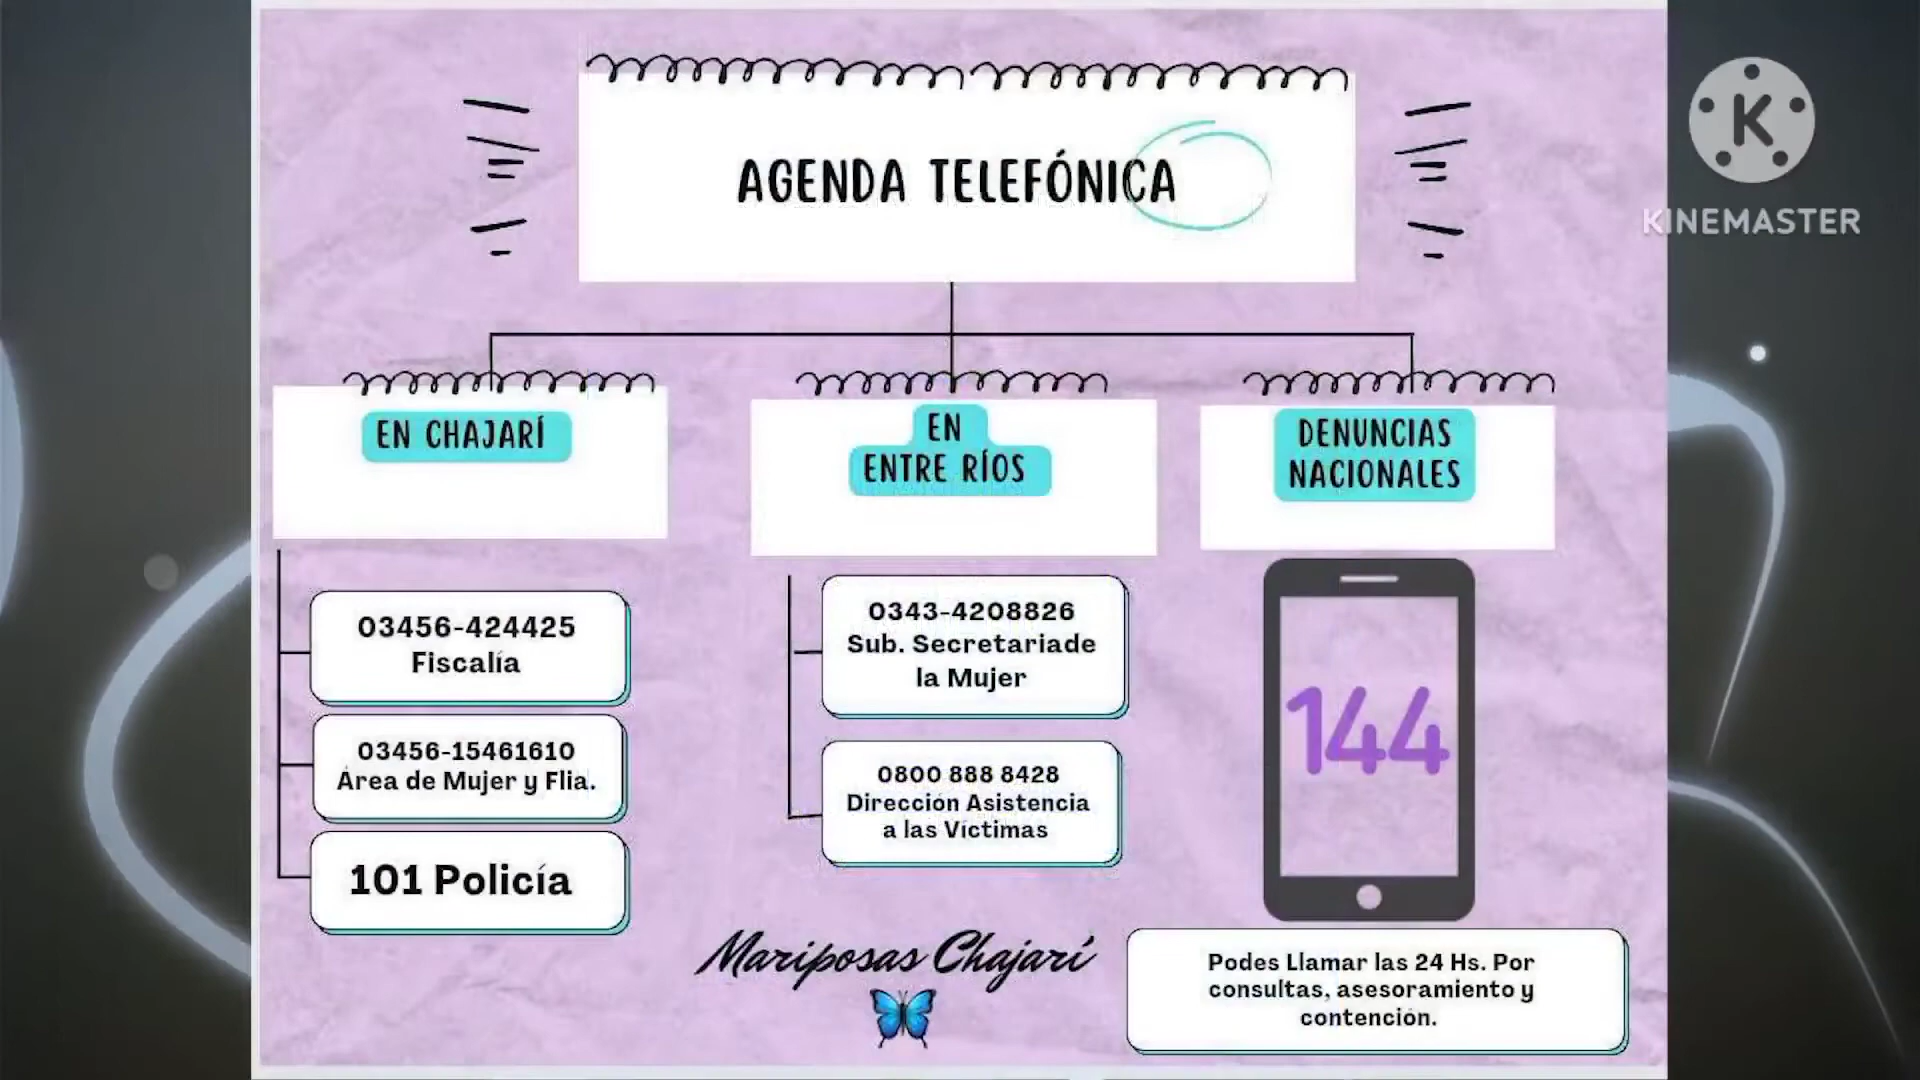 AGENDA TELEFÓNICA
KINEMASTER
EN CHAJARÍ
03456-424425
Fiscalía
03456-15461610
Área de Mujer y Flia.
101 Policía
EN
ENTRE RÍOS
0343-4208826
Sub. Secretariade
la Mujer
0800 888 8428
Dirección Asistencia
a las Víctimas
DENUNCIAS
NACIONALES
144
Podes Llamar las 24 Hs. Por
consultas, asesoramiento y
contención.
Mariposas Chajarí